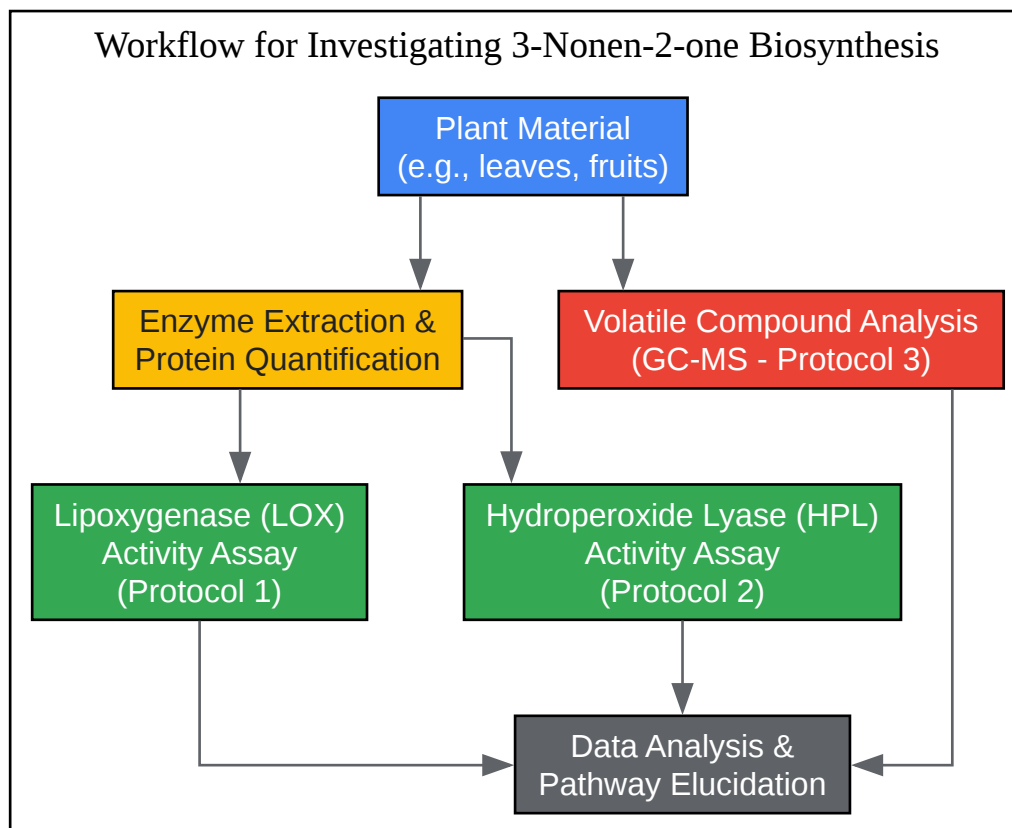 Workflow for Investigating 3-Nonen-2-one Biosynthesis
Plant Material
(e.g., leaves, fruits)
Enzyme Extraction &
Protein Quantification
Volatile Compound Analysis
(GC-MS - Protocol 3)
Lipoxygenase (LOX)
Activity Assay
(Protocol 1)
Hydroperoxide Lyase (HPL)
Activity Assay
(Protocol 2)
Data Analysis &
Pathway Elucidation